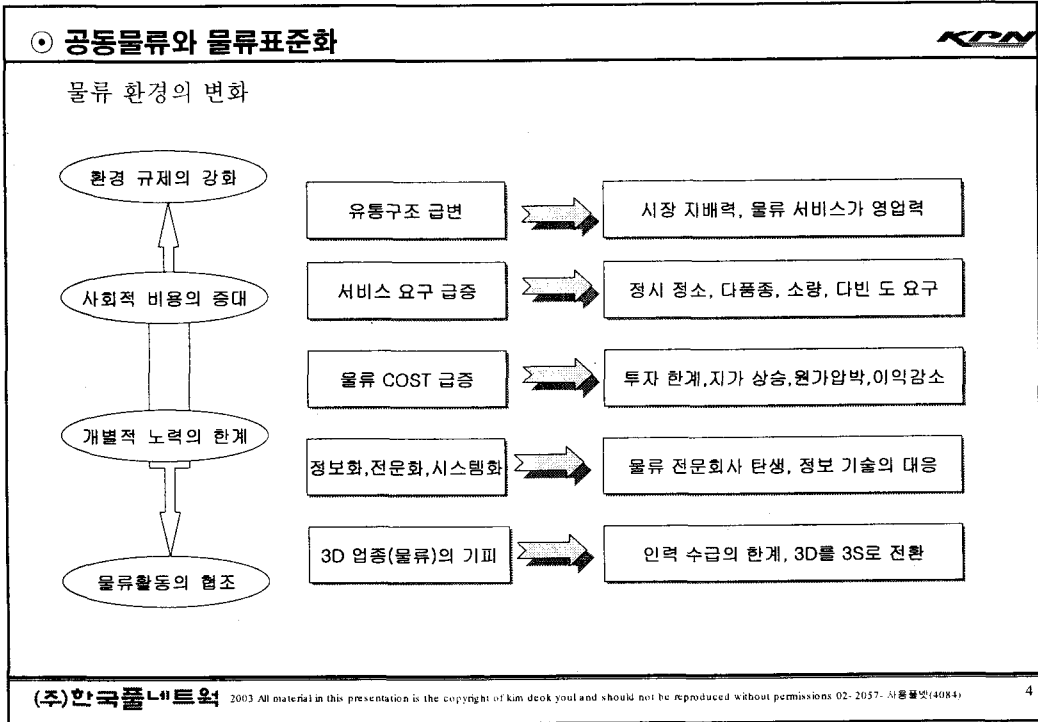 ⊙ 공동물류와 물류표준화
KPN
물류 환경의 변화
환경 규제의 강화
사회적 비용의 증대
개별적 노력의 한계
물류활동의 협조
유통구조 급변
시장 지배력, 물류 서비스가 영업력
서비스 요구 급증
정시 정소, 다품종, 소량, 다빈 도 요구
물류 COST 급증
투자 한계,지가 상승,원가압박,이익감소
정보화,전문화,시스템화
물류 전문회사 탄생, 정보 기술의 대응
3D 업종(물류)의 기피
인력 수급의 한계, 3D를 3S로 전환
(주)한국풀네트웍 2003 All material in this presentation is the copyright of kim deok youl and should not be reproduced without permissions 02- 2057- 사용풀넷(4084)
4